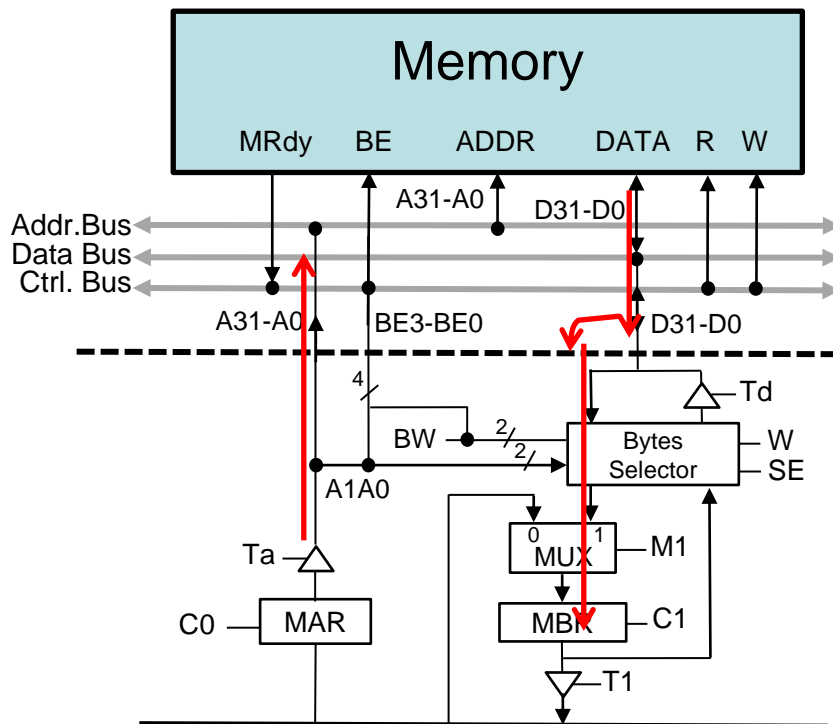 Memory
MRdy BE ADDR DATA R W
A31-A0 D31-D0
Addr.Bus
Data Bus
Ctrl. Bus
A31-A0 BE3-BE0 D31-D0
4
Td
BW 2 Bytes W
2 Selector SE
A1A0
0 1
Ta MUX M1
C0 MAR MBR C1
T1